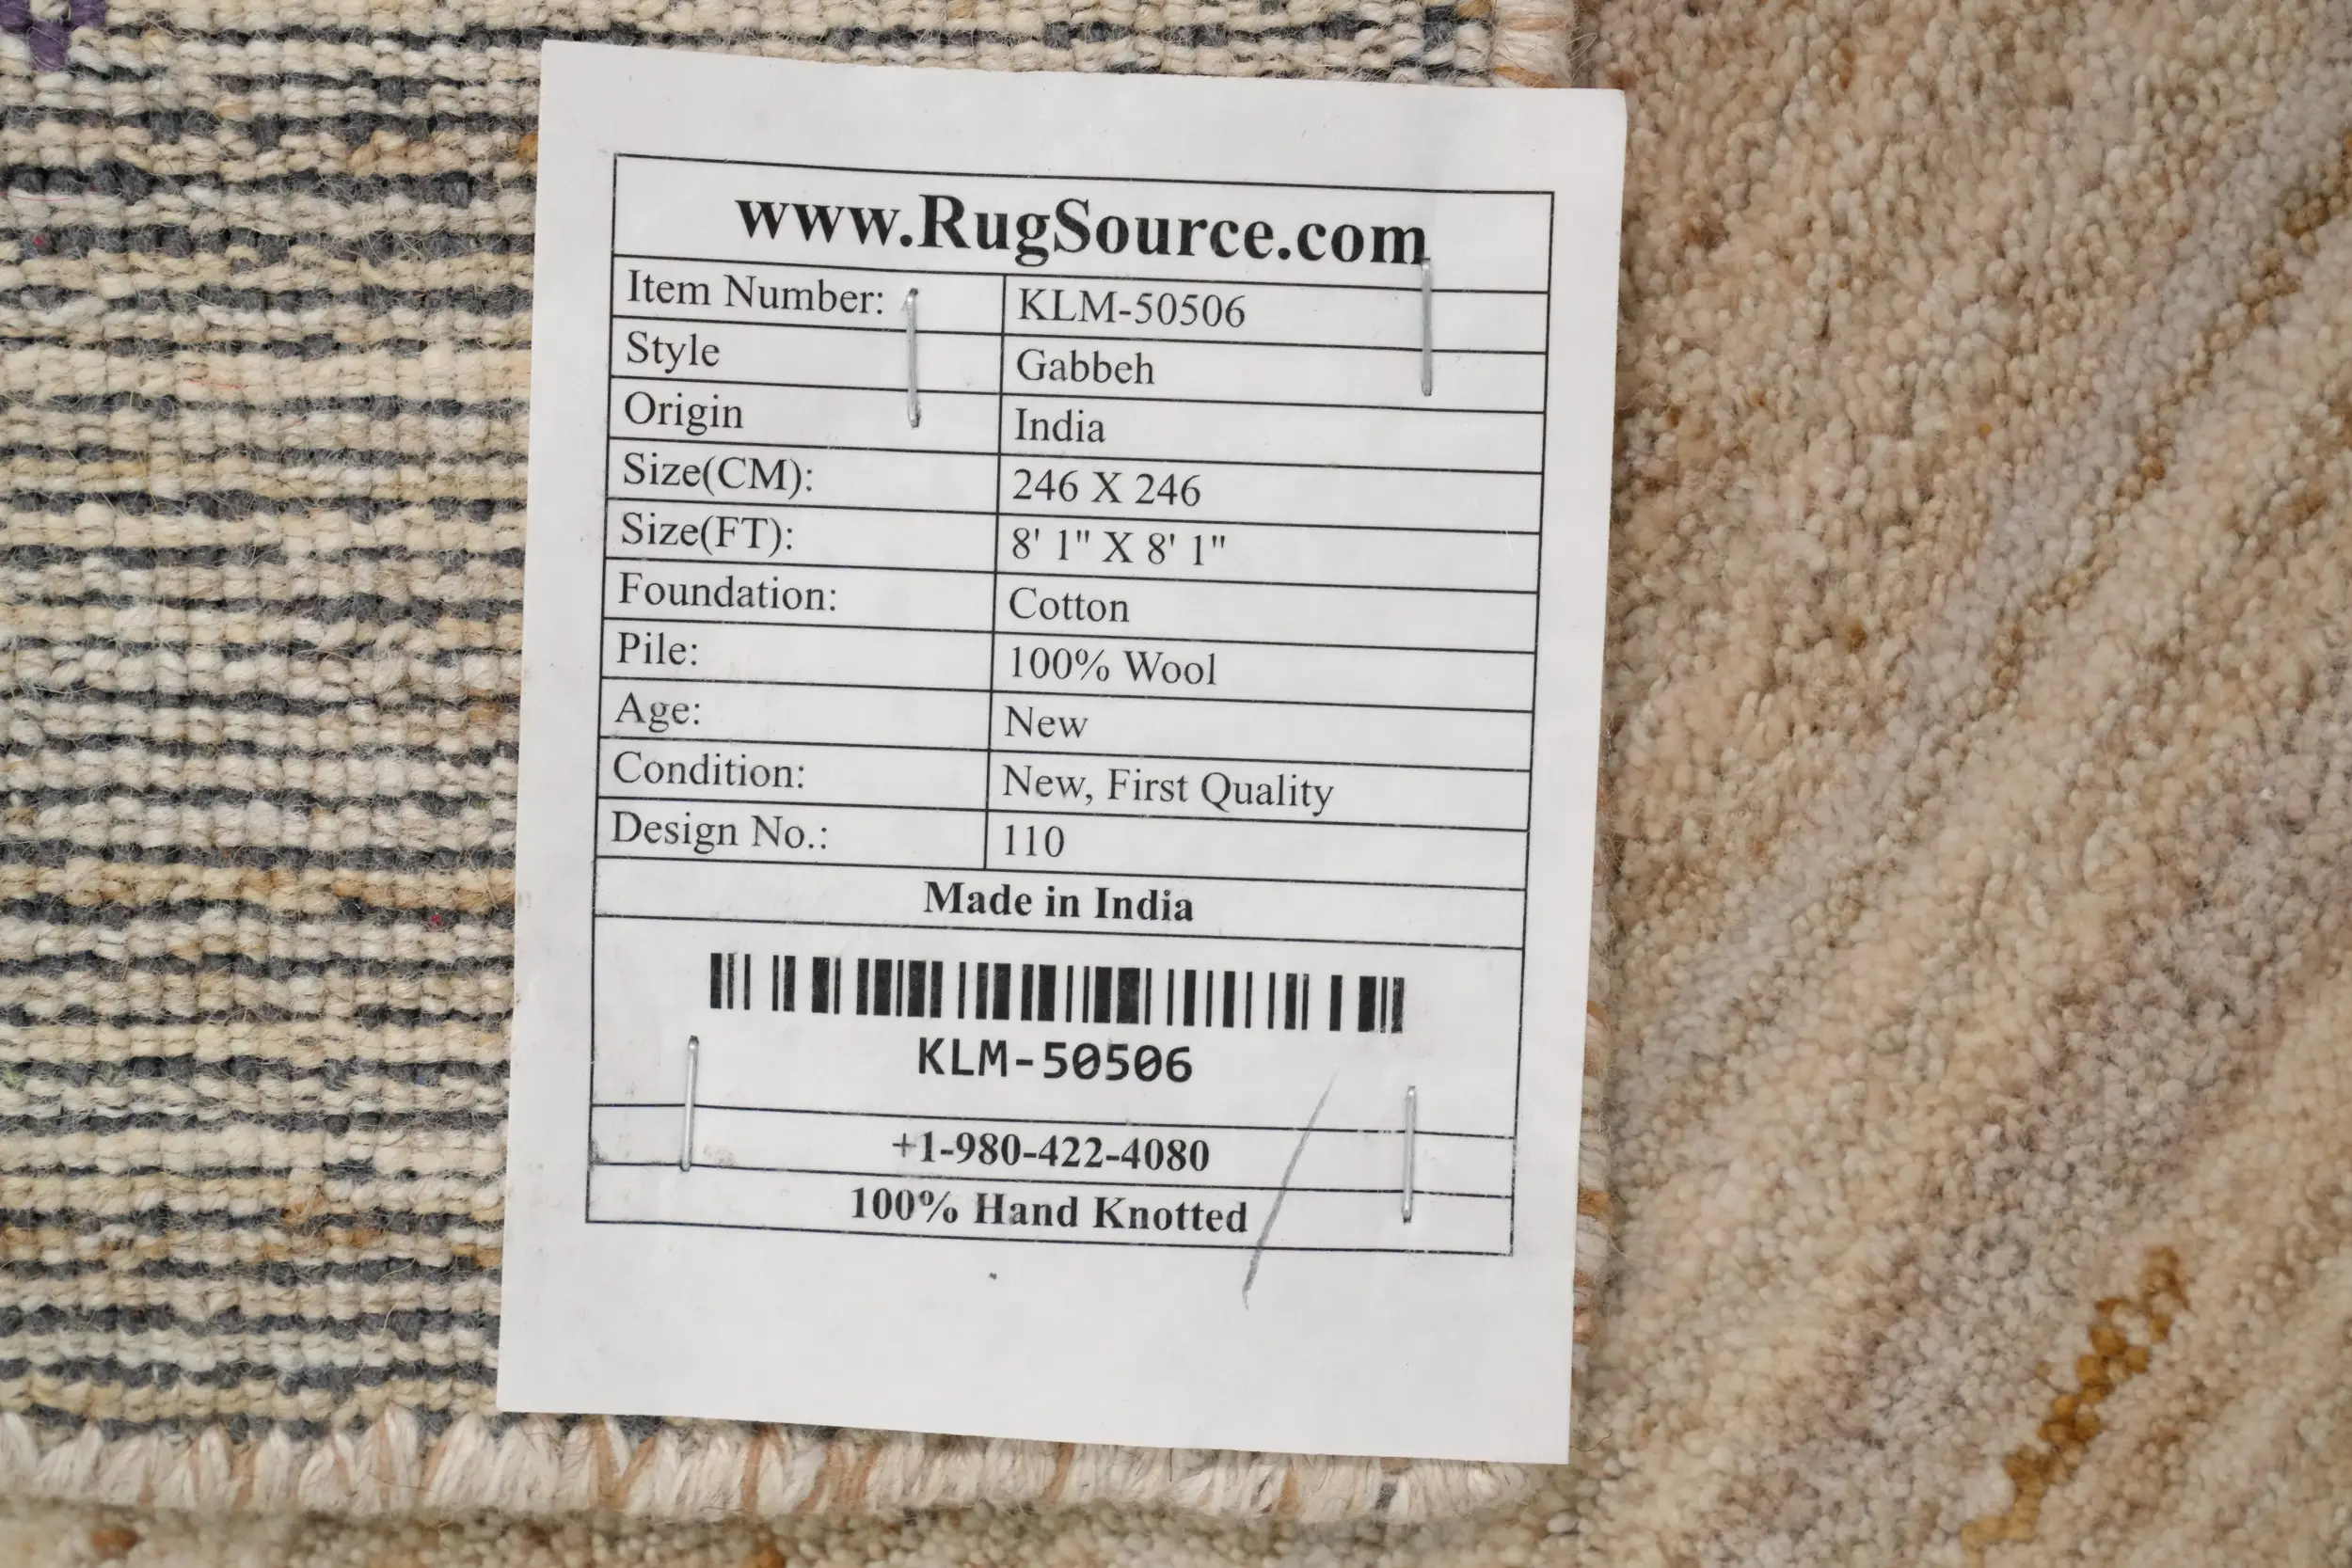 www.RugSource.com
Item Number: KLM-50506
Style Gabbeh
Origin India
Size(CM): 246 X 246
Size(FT): 8' 1" X 8' 1"
Foundation: Cotton
Pile: 100% Wool
Age: New
Condition: New, First Quality
Design No.: 110
Made in India
KLM-50506
+1-980-422-4080
100% Hand Knotted